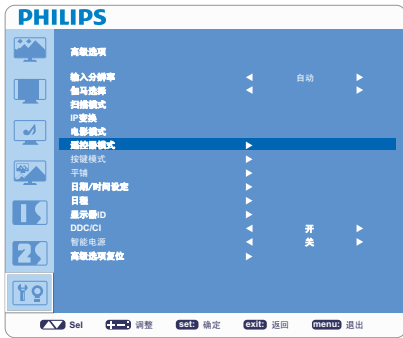 PHILIPS
高级选项
输入分辨率 自动
伽马选择
扫描模式
IP变换
电影模式
遥控器模式
按键模式
平铺
日期/时间设定
日程
显示器ID
DDC/CI 开
智能电源 关
高级选项复位
Sel 调整 set: 确定 exit: 返回 menu: 退出